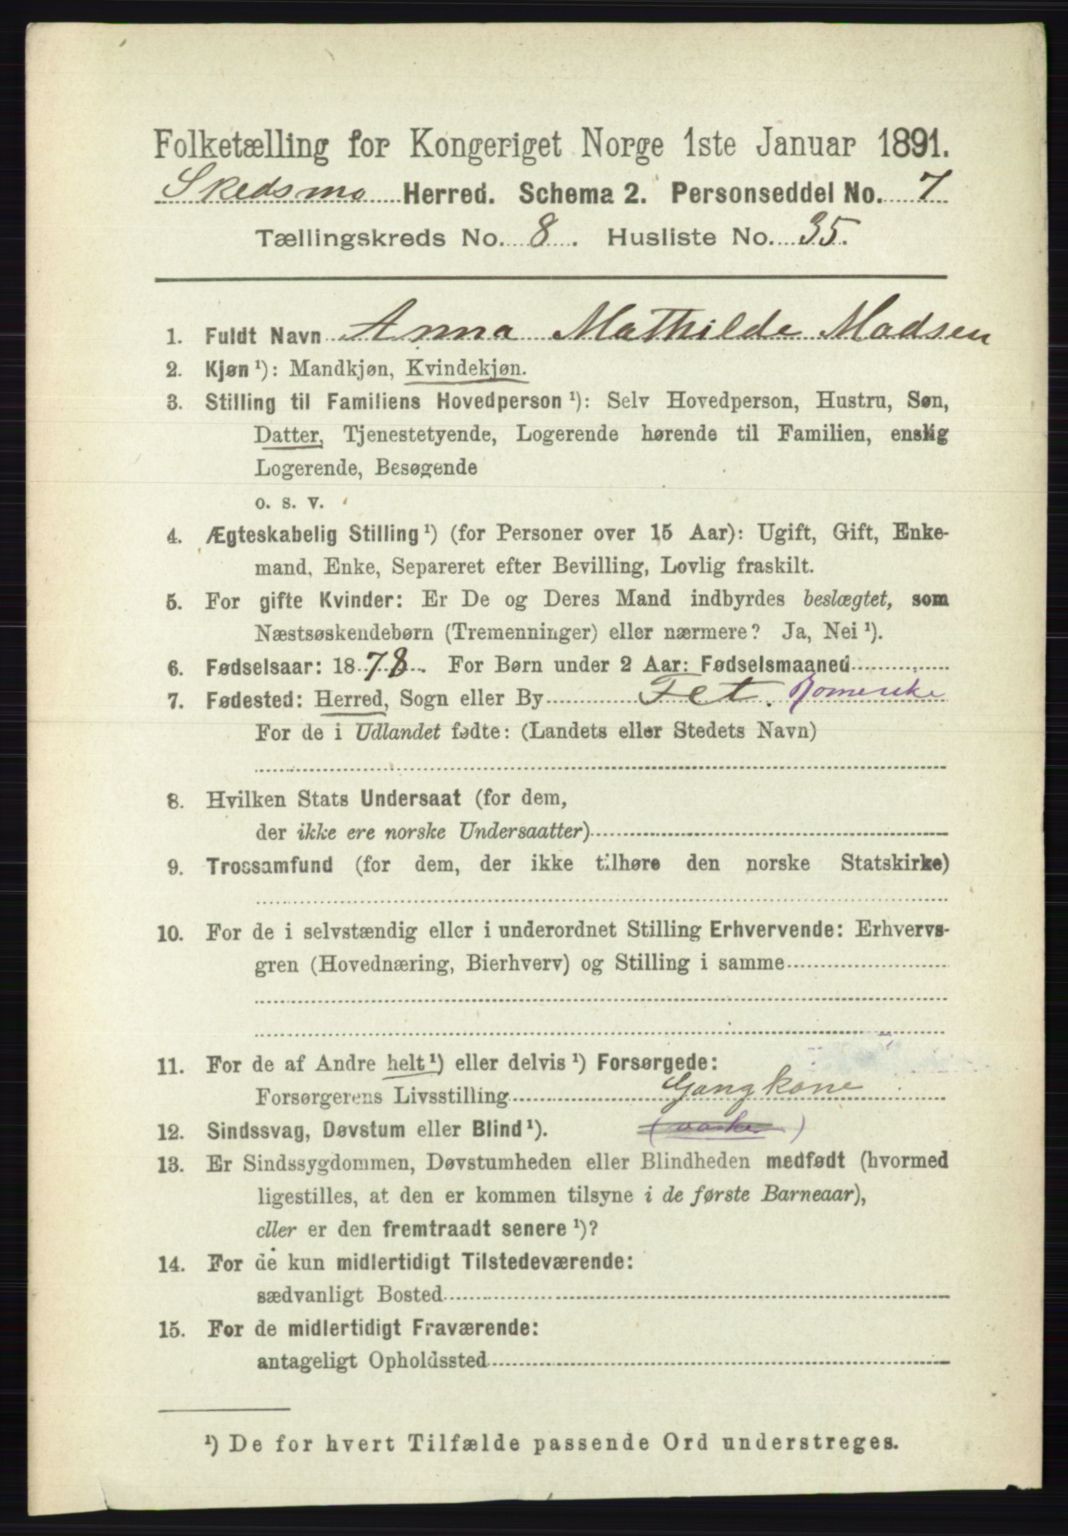 Folketælling for Kongeriget Norge 1ste Januar 1891.
Skedsmo Herred. Schema 2. Personseddel No. 7
Tællingskreds No. 8. Husliste No. 35.
1. Fuldt Navn Anna Mathilde Madsen
2. Kjøn ¹): Mandkjøn, Kvindekjøn.
3. Stilling til Familiens Hovedperson ¹): Selv Hovedperson, Hustru, Søn,
Datter, Tjenestetyende, Logerende hørende til Familien, enslig
Logerende, Besøgende
o. s. v.
4. Ægteskabelig Stilling ¹) (for Personer over 15 Aar): Ugift, Gift, Enke-
mand, Enke, Separeret efter Bevilling, Lovlig fraskilt.
5. For gifte Kvinder: Er De og Deres Mand indbyrdes beslægtet, som
Næstsøskendebørn (Tremenninger) eller nærmere? Ja, Nei ¹).
6. Fødselsaar: 1878. For Børn under 2 Aar: Fødselsmaaned
7. Fødested: Herred, Sogn eller By Fet. Romerike
For de i Udlandet fødte: (Landets eller Stedets Navn)
8. Hvilken Stats Undersaat (for dem,
der ikke ere norske Undersaatter)
9. Trossamfund (for dem, der ikke tilhøre den norske Statskirke)
10. For de i selvstændig eller i underordnet Stilling Erhvervende: Erhvervs-
gren (Hovednæring, Bierhverv) og Stilling i samme
11. For de af Andre helt ¹) eller delvis ¹) Forsørgede:
Forsørgerens Livsstilling Gangkone
12. Sindssvag, Døvstum eller Blind ¹).
13. Er Sindssygdommen, Døvstumheden eller Blindheden medfødt (hvormed
ligestilles, at den er kommen tilsyne i de første Barneaar),
eller er den fremtraadt senere ¹)?
14. For de kun midlertidigt Tilstedeværende:
sædvanligt Bosted
15. For de midlertidigt Fraværende:
antageligt Opholdssted
¹) De for hvert Tilfælde passende Ord understreges.